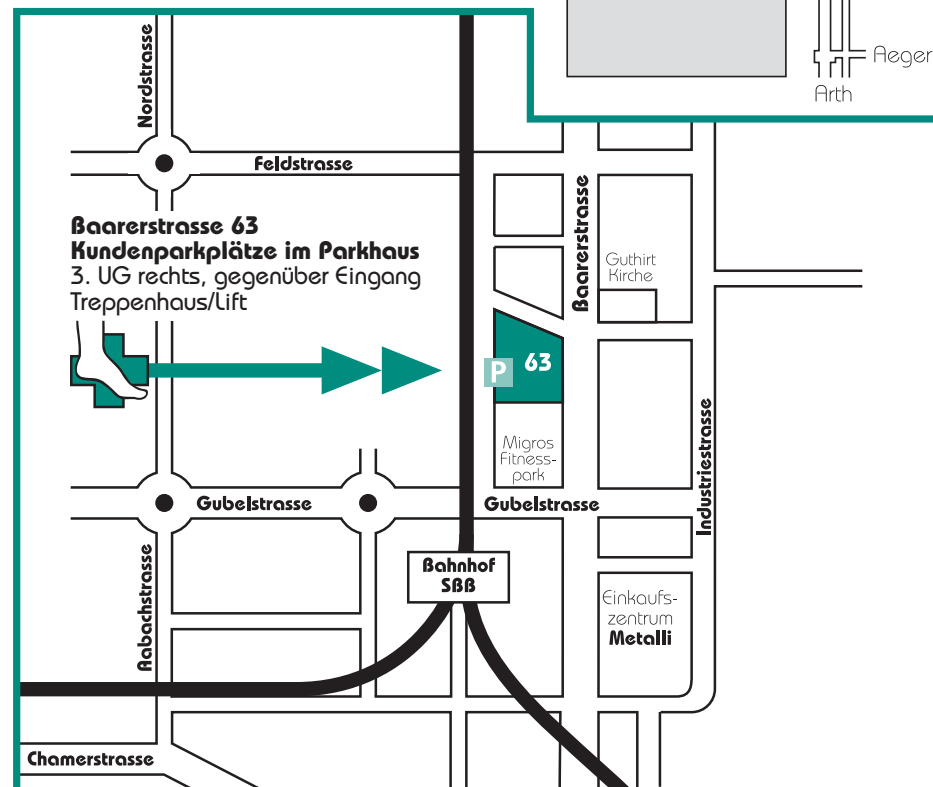 Aeger
Arth
Nordstrasse
Feldstrasse
Baarerstrasse 63
Kundenparkplätze im Parkhaus
3. UG rechts, gegenüber Eingang
Treppenhaus/Lift
Baarerstrasse
Guthirt
Kirche
P
63
Migros
Fitness-
park
Industriestrasse
Gubelstrasse
Gubelstrasse
Bahnhof
SBB
Aabachstrasse
Einkaufs-
zentrum
Metalli
Chamerstrasse